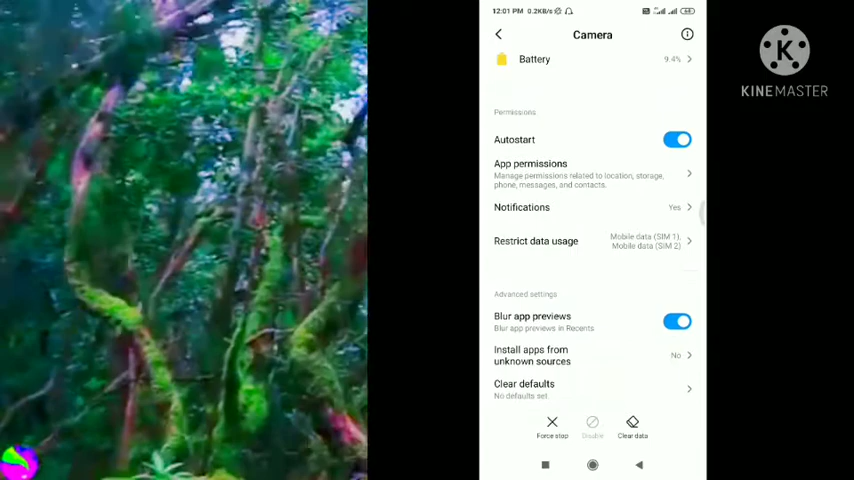 12:01 PM 0.2KB/s
Camera
Battery 9.4%
Permissions
Autostart
App permissions
Manage permissions related to location, storage,
phone, messages, and contacts.
Notifications Yes
Restrict data usage Mobile data (SIM 1),
Mobile data (SIM 2)
Advanced settings
Blur app previews
Blur app previews in Recents
Install apps from
unknown sources No
Clear defaults
No defaults set
Force stop Disable Clear data
K
KINEMASTER